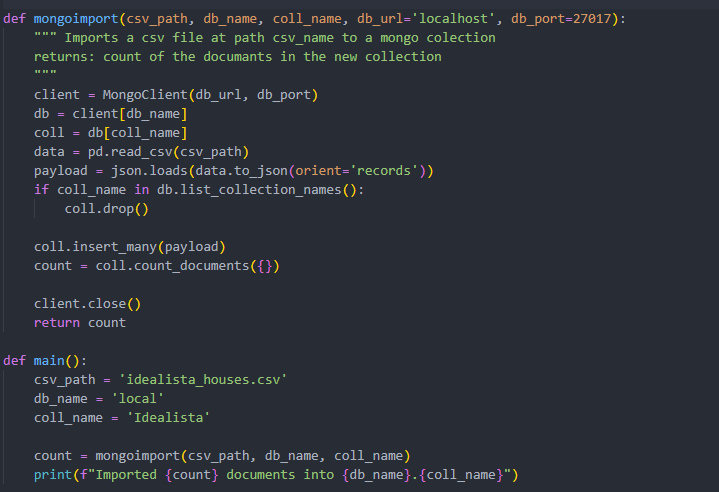 def mongoimport(csv_path, db_name, coll_name, db_url='localhost', db_port=27017):
    """ Imports a csv file at path csv_name to a mongo colection
    returns: count of the documants in the new collection
    """
    client = MongoClient(db_url, db_port)
    db = client[db_name]
    coll = db[coll_name]
    data = pd.read_csv(csv_path)
    payload = json.loads(data.to_json(orient='records'))
    if coll_name in db.list_collection_names():
        coll.drop()

    coll.insert_many(payload)
    count = coll.count_documents({})

    client.close()
    return count

def main():
    csv_path = 'idealista_houses.csv'
    db_name = 'local'
    coll_name = 'Idealista'

    count = mongoimport(csv_path, db_name, coll_name)
    print(f"Imported {count} documents into {db_name}.{coll_name}")